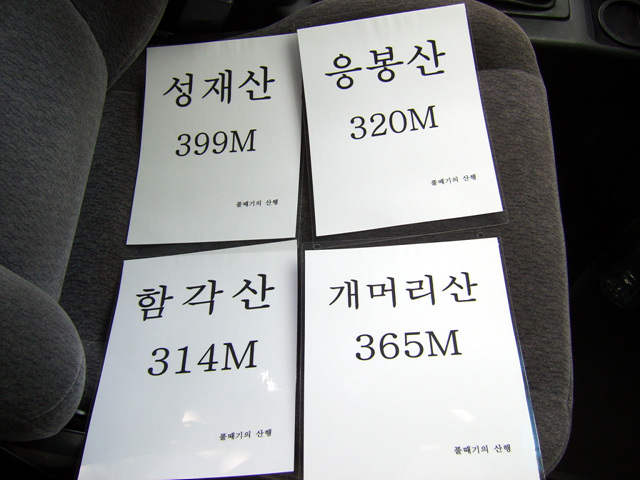 성재산
399M
풀때기의 산행
응봉산
320M
풀때기의 산행
함각산
314M
풀때기의 산행
개머리산
365M
풀때기의 산행